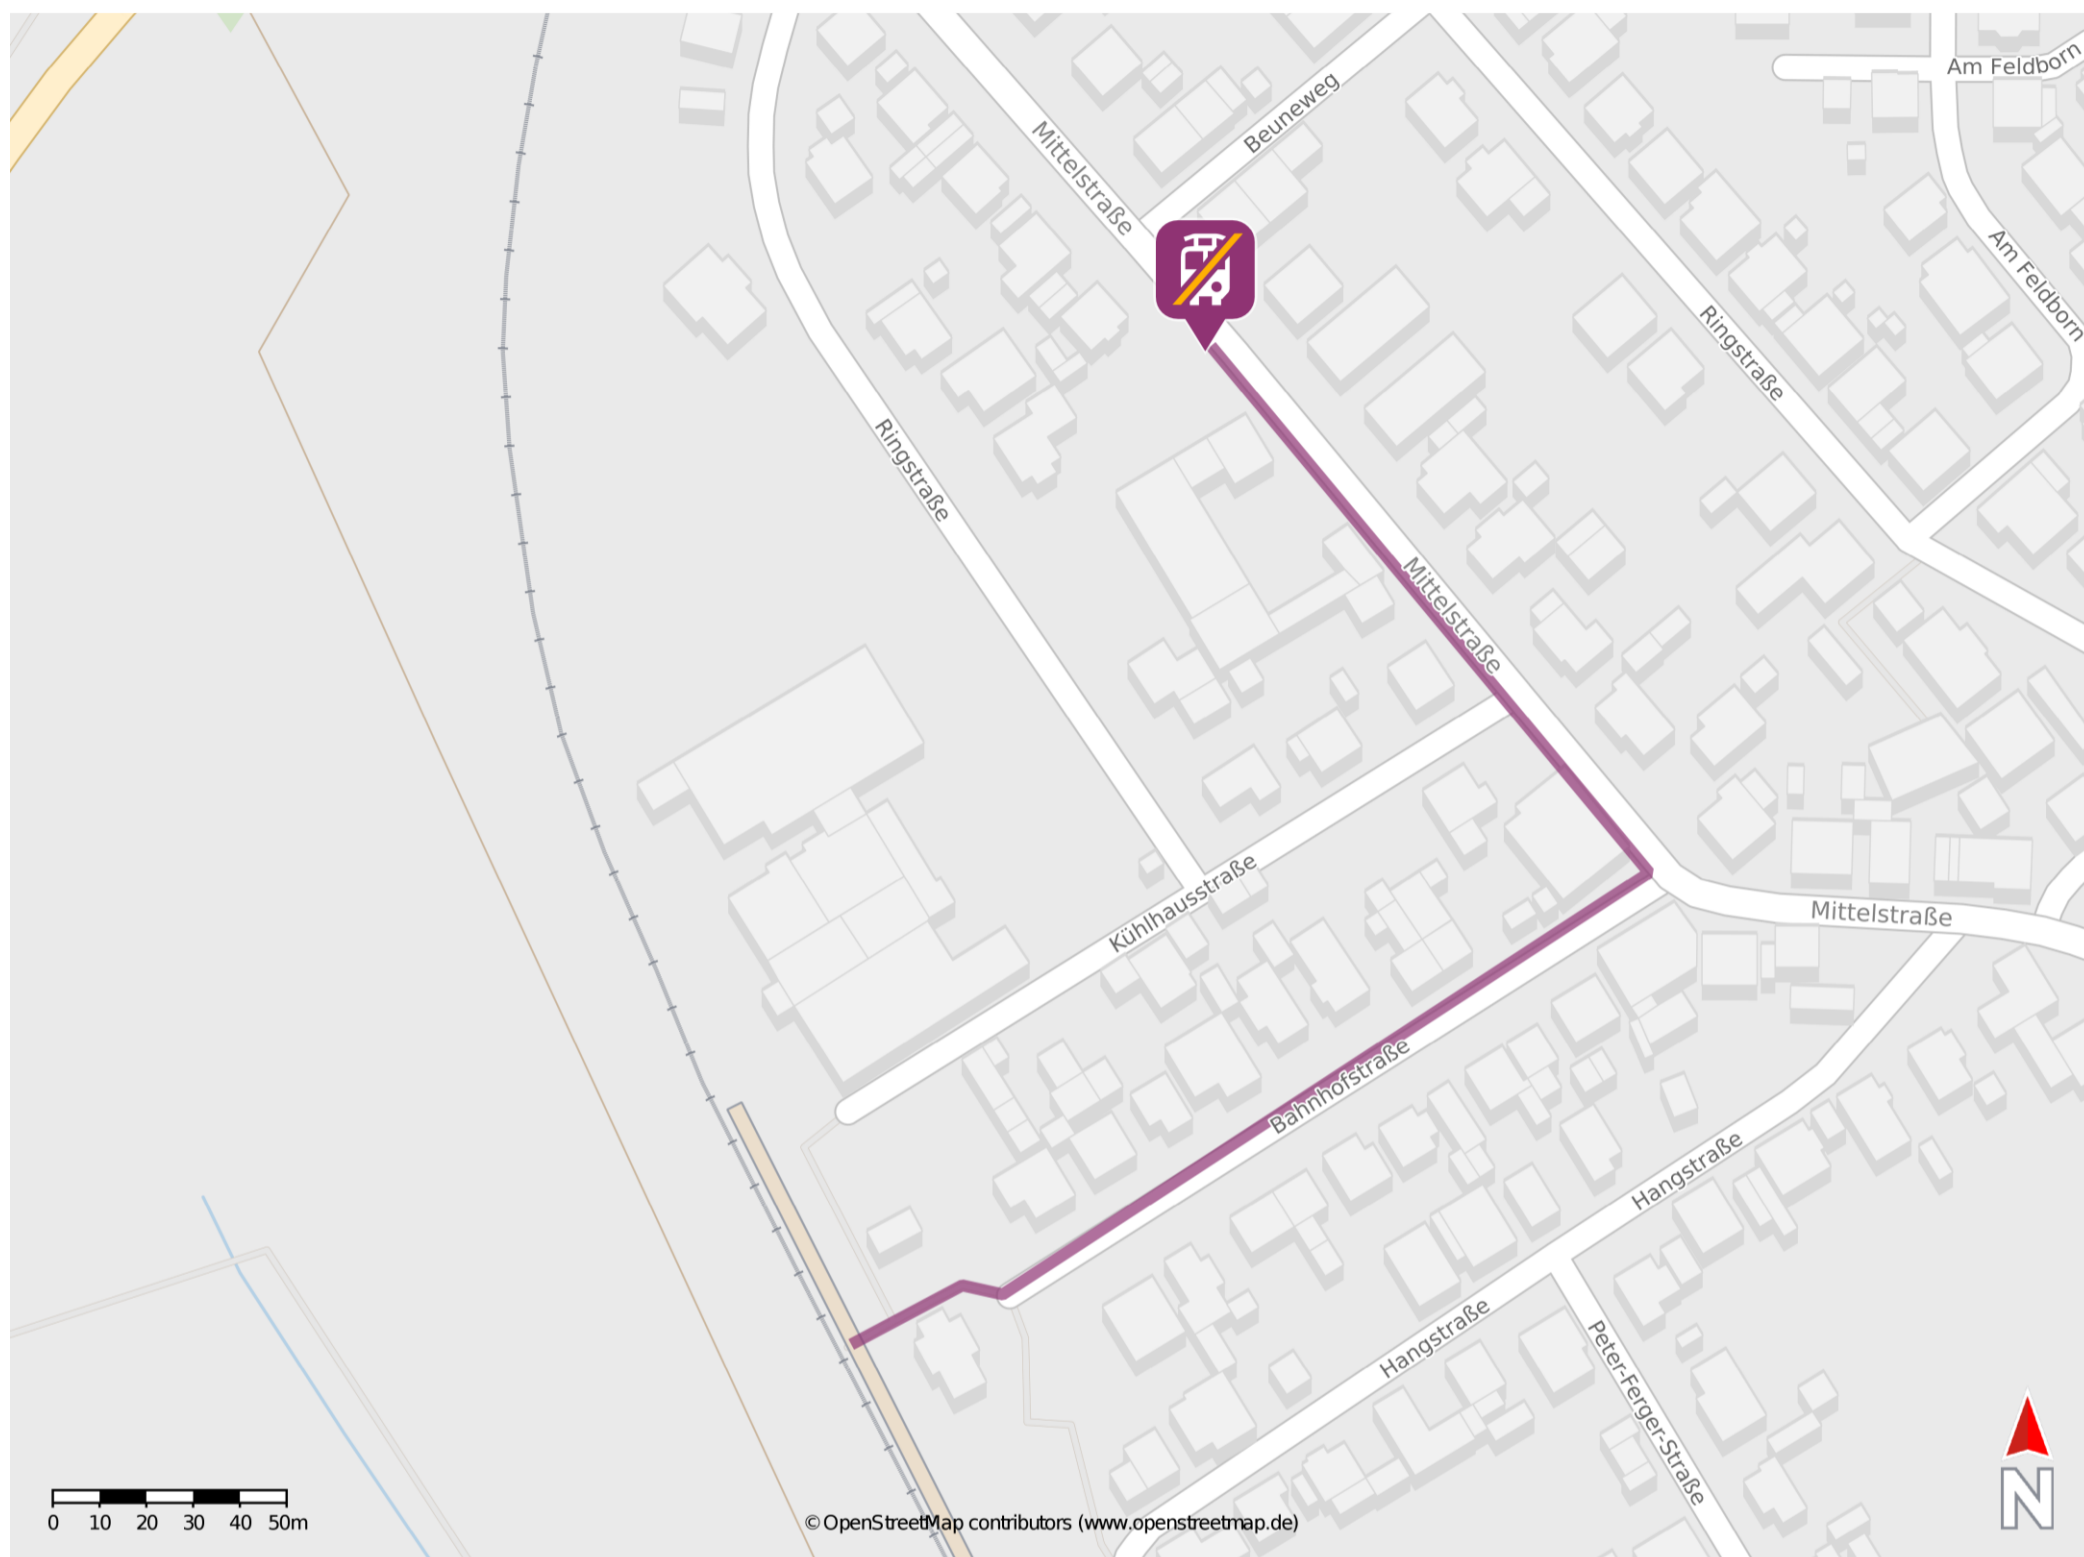 Am Feldborn
Beuneweg
Mittelstraße
Am Feldborn
Ringstraße
Ringstraße
Mittelstraße
Kühlhausstraße
Mittelstraße
Bahnhofstraße
Hangstraße
Hangstraße
Peter-Ferger-Straße
N
0 10 20 30 40 50m
© OpenStreetMap contributors (www.openstreetmap.de)